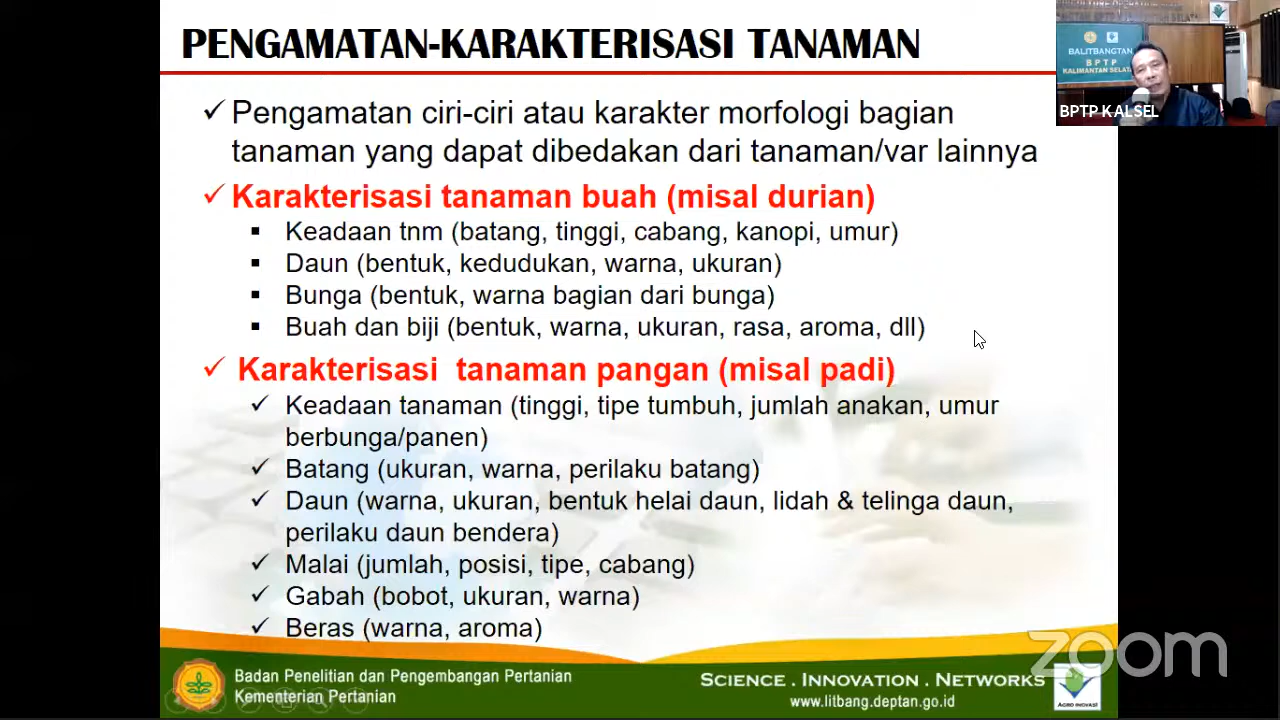 PENGAMATAN-KARAKTERISASI TANAMAN
Pengamatan ciri-ciri atau karakter morfologi bagian
tanaman yang dapat dibedakan dari tanaman/var lainnya
Karakterisasi tanaman buah (misal durian)
Keadaan tnm (batang, tinggi, cabang, kanopi, umur)
Daun (bentuk, kedudukan, warna, ukuran)
Bunga (bentuk, warna bagian dari bunga)
Buah dan biji (bentuk, warna, ukuran, rasa, aroma, dll)
Karakterisasi tanaman pangan (misal padi)
Keadaan tanaman (tinggi, tipe tumbuh, jumlah anakan, umur
berbunga/panen)
Batang (ukuran, warna, perilaku batang)
Daun (warna, ukuran, bentuk helai daun, lidah & telinga daun,
perilaku daun bendera)
Malai (jumlah, posisi, tipe, cabang)
Gabah (bobot, ukuran, warna)
Beras (warna, aroma)
Badan Penelitian dan Pengembangan Pertanian
Kementerian Pertanian
SCIENCE . INNOVATION . NETWORKS
www.litbang.deptan.go.id
AGRO INOVASI
zoom
BALITBANGTAN
BPTP
KALIMANTAN
BPTP KALSEL